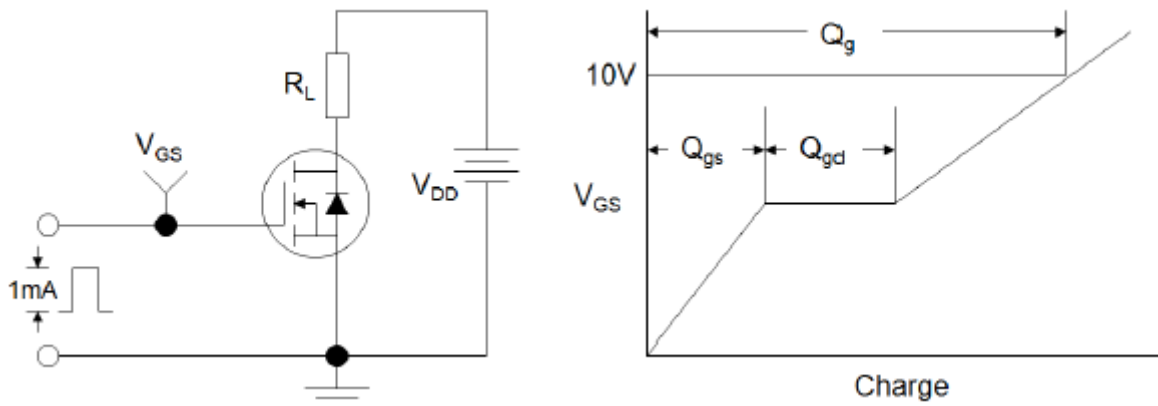 R_L
V_GS
V_DD
1mA
Q_g
10V
Q_gs
Q_gd
V_GS
Charge